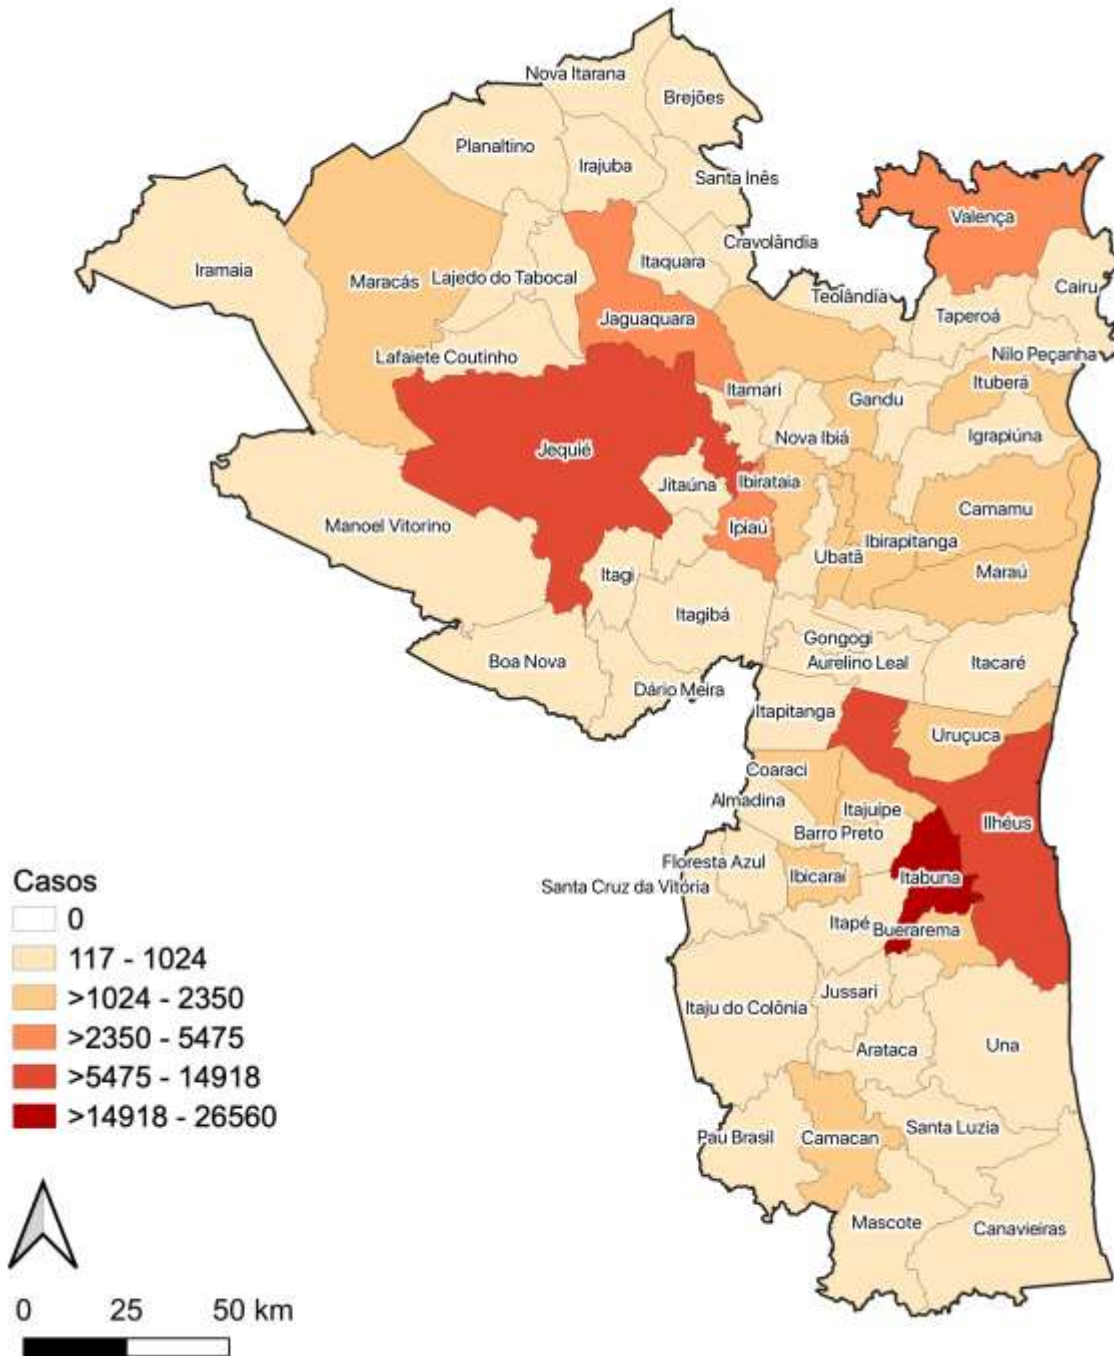 Nova Itarana
Brejões
Planaltino
Irajuba
Santa Inês
Valença
Cravolândia
Iramaia
Maracás
Lajedo do Tabocal
Itaquara
Teolândia
Cairu
Taperoá
Jaguaquara
Lafaiete Coutinho
Nilo Peçanha
Ituberá
Itamari
Gandu
Nova Ibiá
Igrapiúna
Jequié
Jitaúna
Ibirataia
Camamu
Manoel Vitorino
Ipiaú
Ibirapitanga
Ubatã
Maraú
Itagi
Itagibá
Gongogi
Boa Nova
Aurelino Leal
Itacaré
Dário Meira
Itapitanga
Uruçuca
Coaraci
Almadina
Itajuípe
Ilhéus
Barro Preto
Floresta Azul
Ibicaraí
Itabuna
Santa Cruz da Vitória
Itapé
Buerarema
Jussari
Itaju do Colônia
Arataca
Una
Pau Brasil
Camacan
Santa Luzia
Mascote
Canavieiras
Casos
0
117 - 1024
>1024 - 2350
>2350 - 5475
>5475 - 14918
>14918 - 26560
0 25 50 km